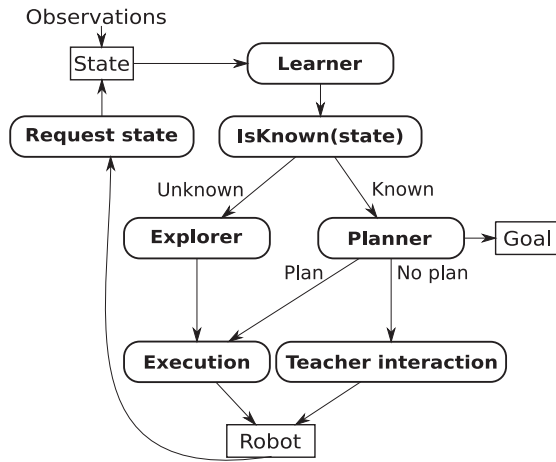 Observations
State
Learner
Request state
IsKnown(state)
Unknown
Known
Explorer
Planner
Goal
Plan
No plan
Execution
Teacher interaction
Robot